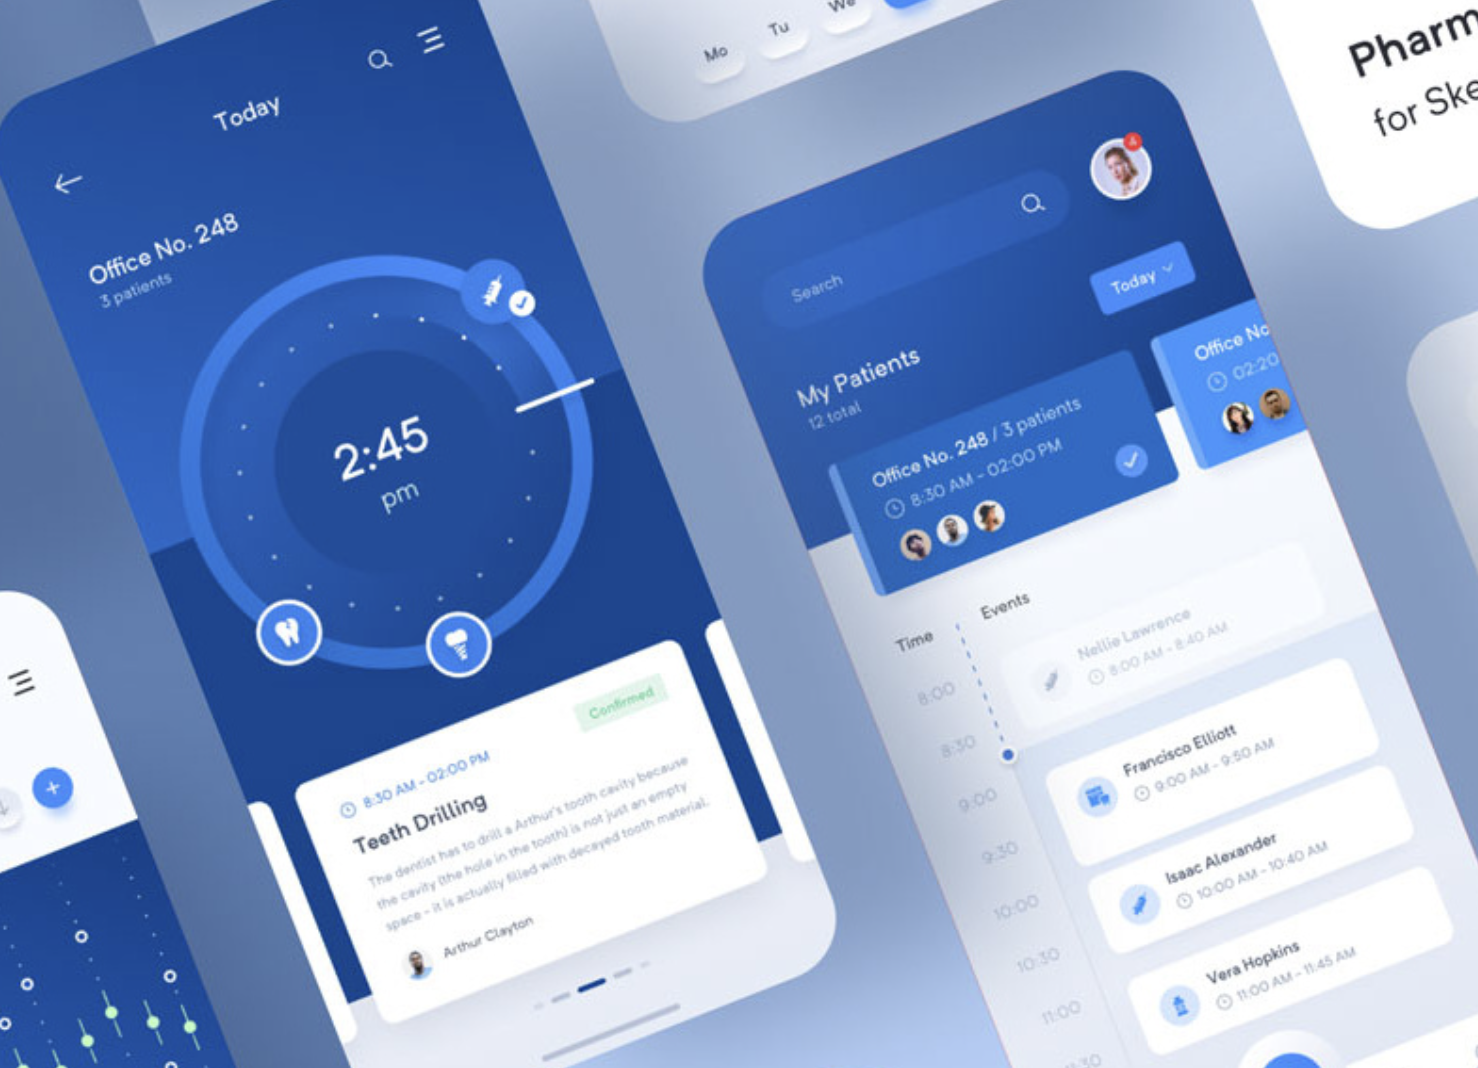 Today
Office No. 248
3 patients
2:45
pm
Confirmed
8:30 AM - 02:00 PM
Teeth Drilling
The dentist has to drill a Arthur's tooth cavity because
the cavity (the hole in the tooth) is not just an empty
space - it is actually filled with decayed tooth material.
Arthur Clayton
Mo
Tu
We
4
Search
Today
My Patients
12 total
Office No. 248 / 3 patients
8:30 AM - 02:00 PM
Office No
02:20
Time
Events
8:00
Nellie Lawrence
8:00 AM - 8:40 AM
8:30
Francisco Elliott
9:00 AM - 9:50 AM
9:00
9:30
Isaac Alexander
10:00 AM - 10:40 AM
10:00
10:30
Vera Hopkins
11:00 AM - 11:45 AM
11:00
Pharm
for Ske